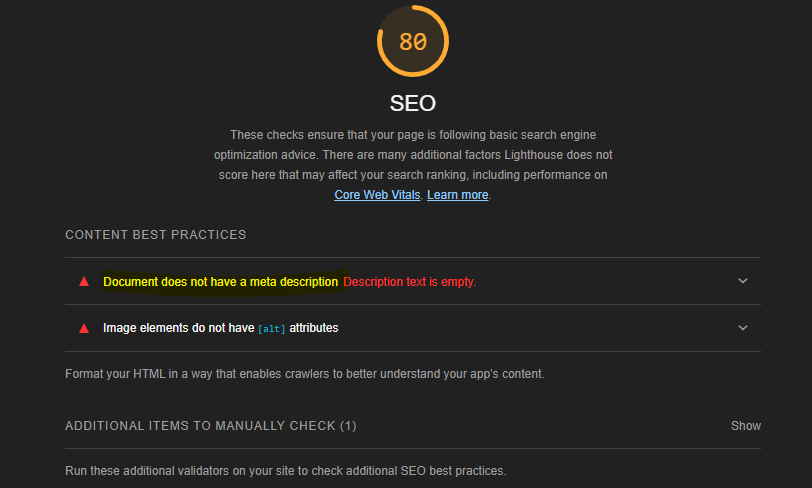 80
SEO
These checks ensure that your page is following basic search engine
optimization advice. There are many additional factors Lighthouse does not
score here that may affect your search ranking, including performance on
Core Web Vitals. Learn more.
CONTENT BEST PRACTICES
Document does not have a meta description Description text is empty.
Image elements do not have [alt] attributes
Format your HTML in a way that enables crawlers to better understand your app's content.
ADDITIONAL ITEMS TO MANUALLY CHECK (1) Show
Run these additional validators on your site to check additional SEO best practices.